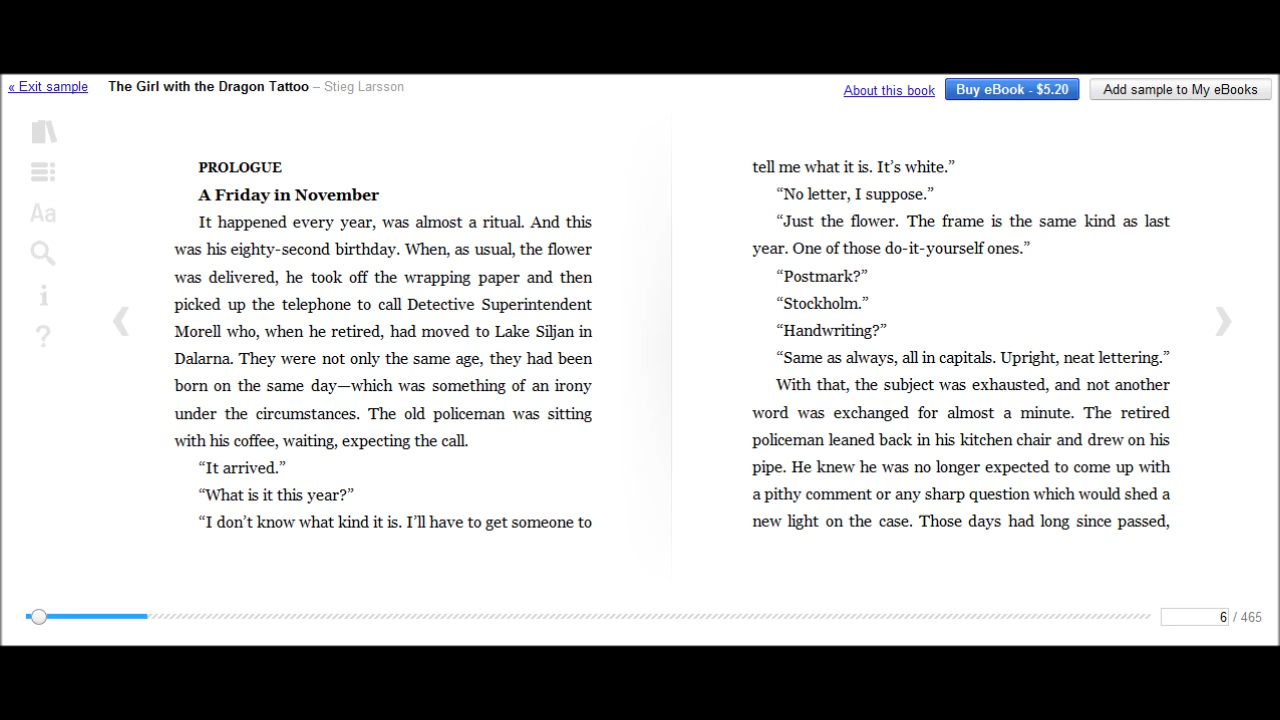 « Exit sample The Girl with the Dragon Tattoo – Stieg Larsson About this book Buy eBook - $5.20 Add sample to My eBooks
Aa
i
?
PROLOGUE
A Friday in November
It happened every year, was almost a ritual. And this
was his eighty-second birthday. When, as usual, the flower
was delivered, he took off the wrapping paper and then
picked up the telephone to call Detective Superintendent
Morell who, when he retired, had moved to Lake Siljan in
Dalarna. They were not only the same age, they had been
born on the same day—which was something of an irony
under the circumstances. The old policeman was sitting
with his coffee, waiting, expecting the call.
“It arrived.”
“What is it this year?”
“I don’t know what kind it is. I’ll have to get someone to
tell me what it is. It’s white.”
“No letter, I suppose.”
“Just the flower. The frame is the same kind as last
year. One of those do-it-yourself ones.”
“Postmark?”
“Stockholm.”
“Handwriting?”
“Same as always, all in capitals. Upright, neat lettering.”
With that, the subject was exhausted, and not another
word was exchanged for almost a minute. The retired
policeman leaned back in his kitchen chair and drew on his
pipe. He knew he was no longer expected to come up with
a pithy comment or any sharp question which would shed a
new light on the case. Those days had long since passed,
6 / 465